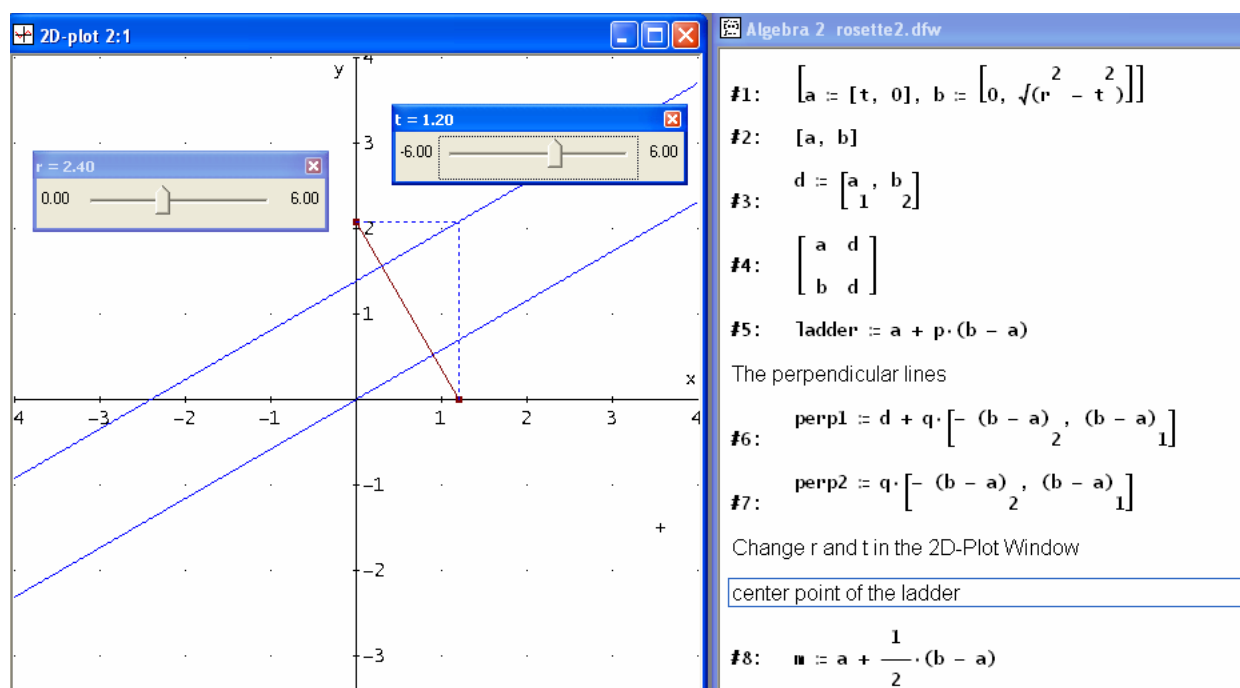 2D-plot 2:1
y
4
t = 1.20
-6.00 6.00
3
r = 2.40
0.00 6.00
2
1
x
4 -3 -2 -1 1 2 3 4
-1
-2
-3
Algebra 2 rosette2.dfw
#1: [a := [t, 0], b := [0, √(r² - t²)]]
#2: [a, b]
#3: d := [a₁, b₂]
#4: [a d
b d]
#5: ladder := a + p·(b - a)
The perpendicular lines
#6: perp1 := d + q·[- (b - a)₂, (b - a)₁]
#7: perp2 := q·[- (b - a)₂, (b - a)₁]
Change r and t in the 2D-Plot Window
center point of the ladder
#8: m := a + 1/2·(b - a)